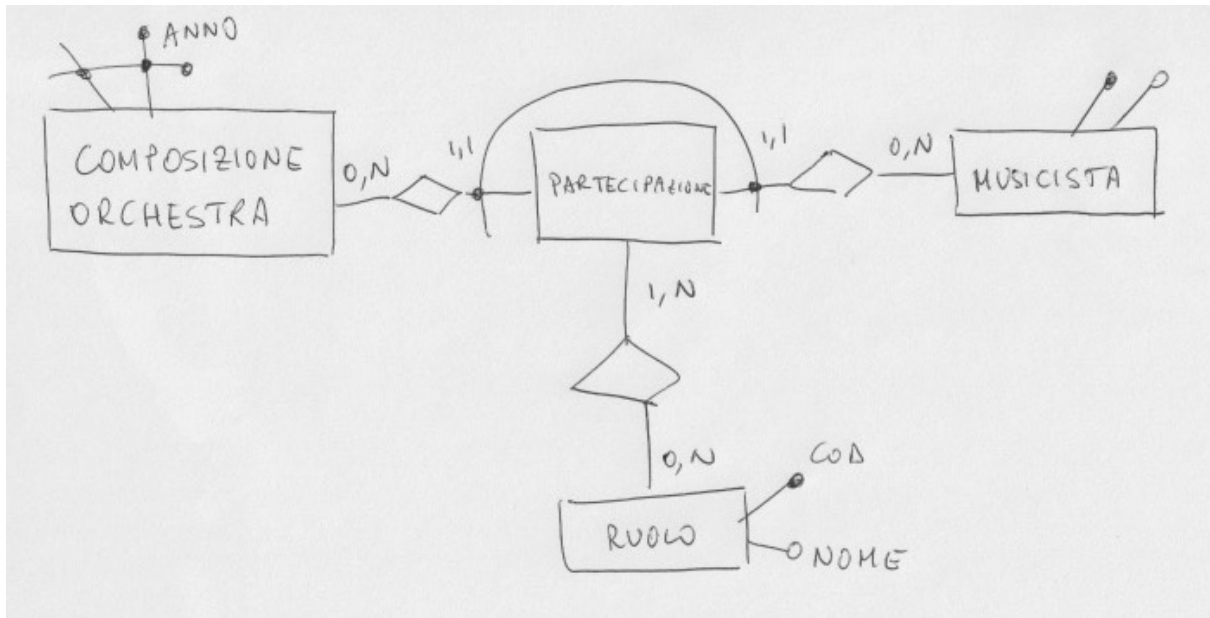 ANNO
COMPOSIZIONE
ORCHESTRA
0,N
1,1
PARTECIPAZIONE
1,1
0,N
MUSICISTA
1,N
0,N
COD
RUOLO
NOME